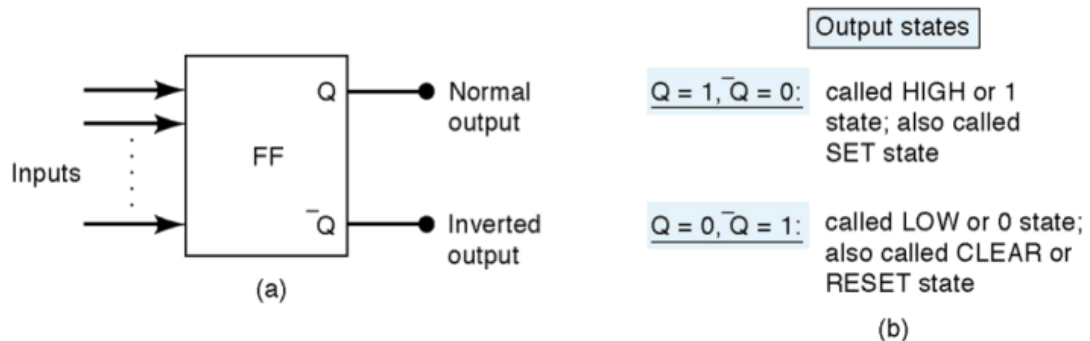 Inputs
FF
Q
Q̅
Normal
output
Inverted
output
(a)
Output states
Q = 1, Q̅ = 0:
called HIGH or 1
state; also called
SET state
Q = 0, Q̅ = 1:
called LOW or 0 state;
also called CLEAR or
RESET state
(b)